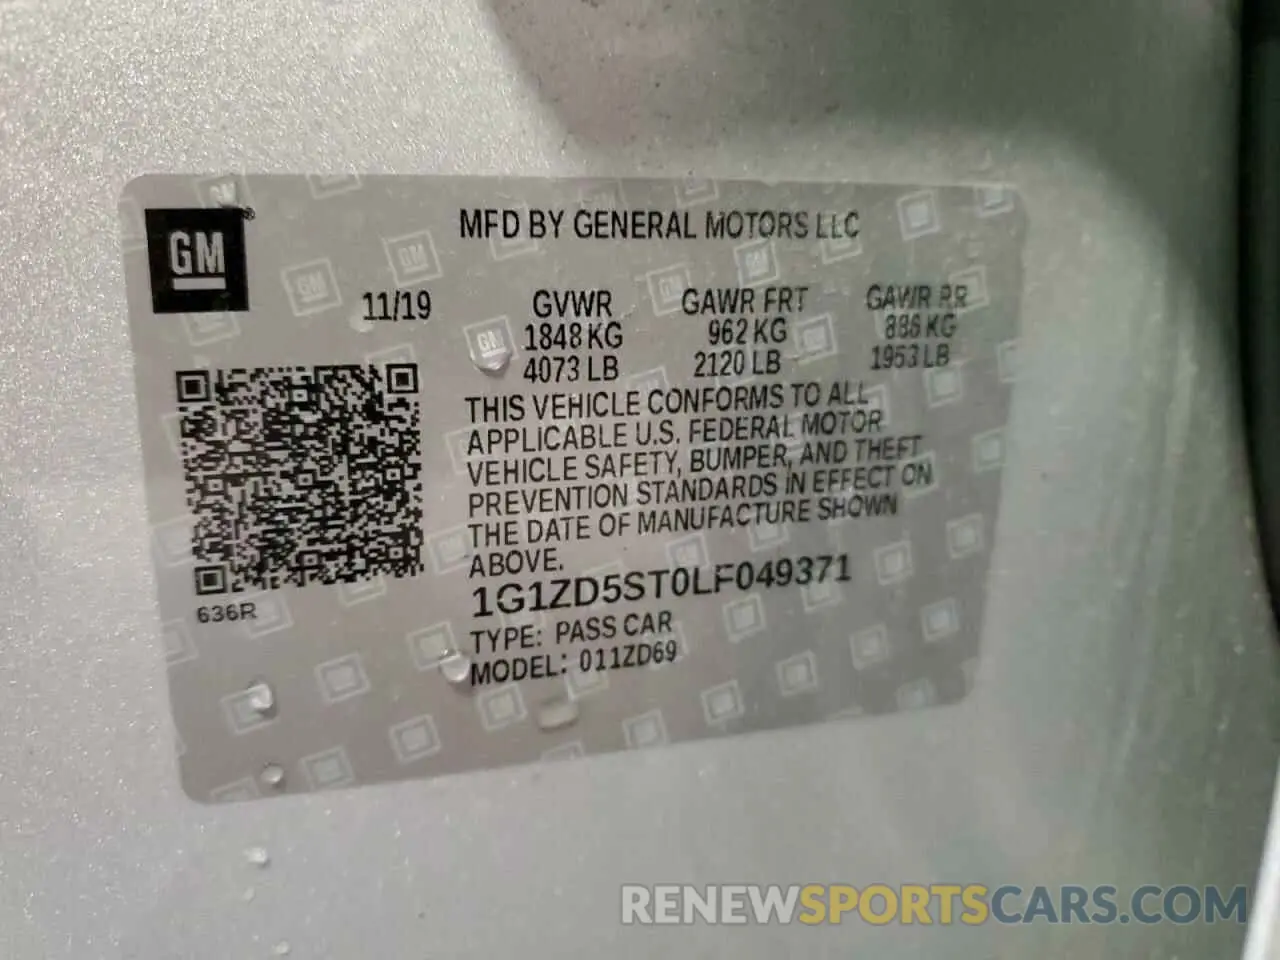 GM®
MFD BY GENERAL MOTORS LLC
11/19 GVWR GAWR FRT GAWR RR
1848 KG 962 KG 886 KG
4073 LB 2120 LB 1953 LB
THIS VEHICLE CONFORMS TO ALL
APPLICABLE U.S. FEDERAL MOTOR
VEHICLE SAFETY, BUMPER, AND THEFT
PREVENTION STANDARDS IN EFFECT ON
THE DATE OF MANUFACTURE SHOWN
ABOVE.
1G1ZD5ST0LF049371
TYPE: PASS CAR
MODEL: 011ZD69
636R
RENEWSPORTSCARS.COM